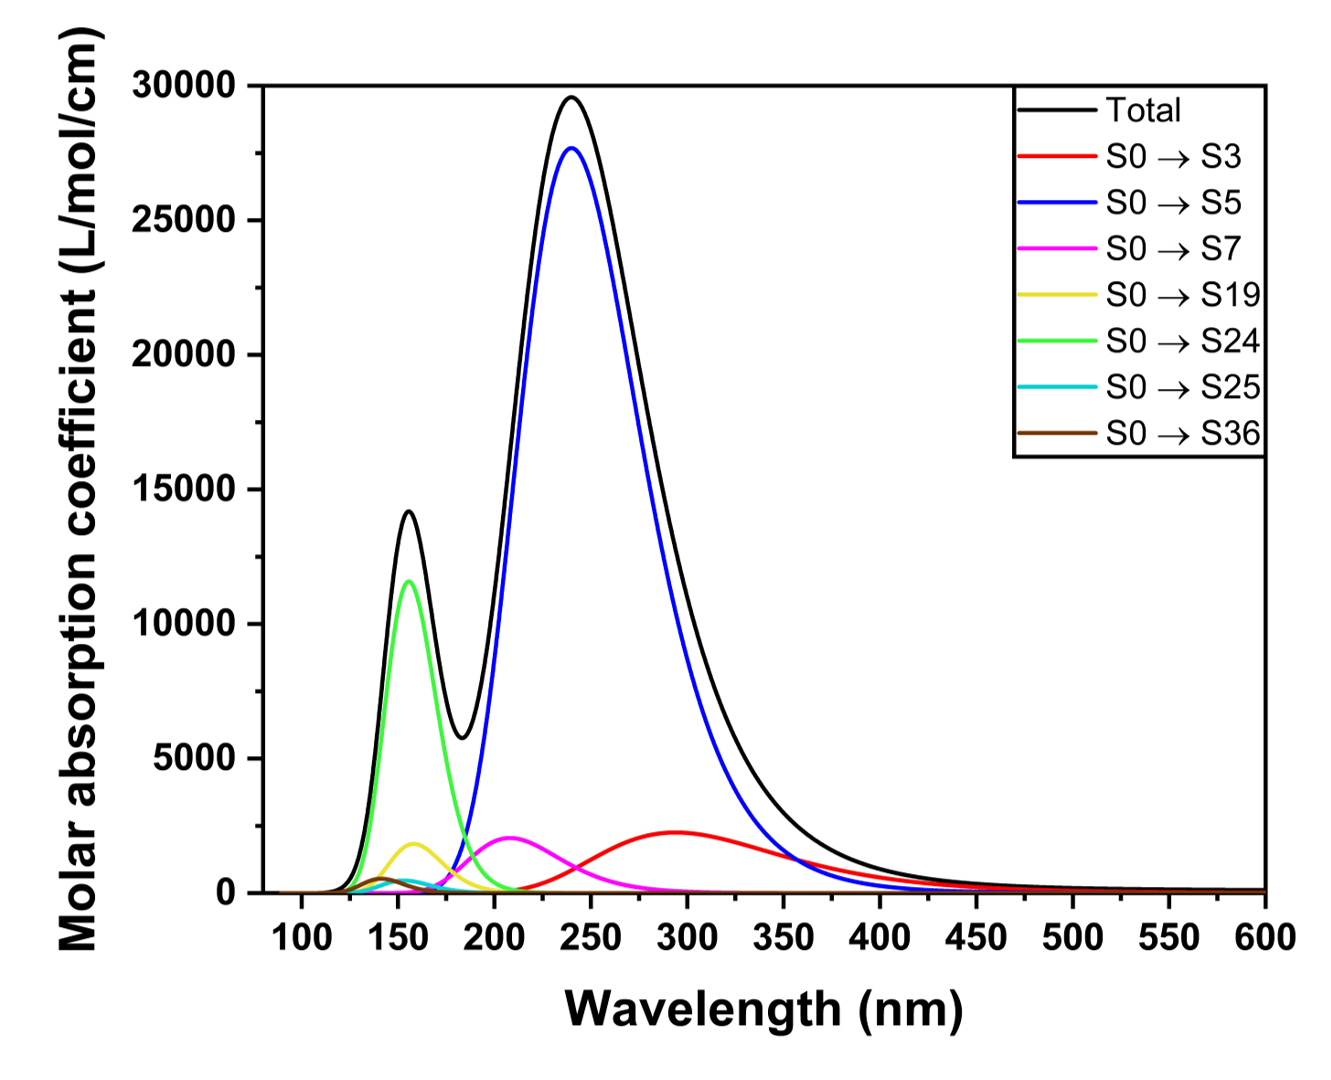 Molar absorption coefficient (L/mol/cm)
30000
25000
20000
15000
10000
5000
0
Total
S0 → S3
S0 → S5
S0 → S7
S0 → S19
S0 → S24
S0 → S25
S0 → S36
100 150 200 250 300 350 400 450 500 550 600
Wavelength (nm)